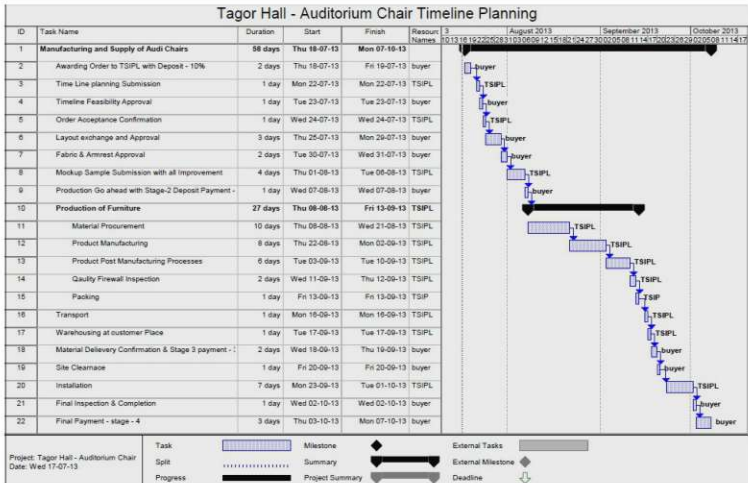 Tagor Hall - Auditorium Chair Timeline Planning
ID Task Name Duration Start Finish Resourc Names 3 August 2013 September 2013 October 2013
1 Manufacturing and Supply of Audi Chairs 58 days Thu 18-07-13 Mon 07-10-13
2 Awarding Order to TSIPL with Deposit - 10% 2 days Thu 18-07-13 Fri 19-07-13 buyer buyer
3 Time Line planning Submission 1 day Mon 22-07-13 Mon 22-07-13 TSIPL TSIPL
4 Timeline Feasibility Approval 1 day Tue 23-07-13 Tue 23-07-13 buyer buyer
5 Order Acceptance Confirmation 1 day Wed 24-07-13 Wed 24-07-13 TSIPL TSIPL
6 Layout exchange and Approval 3 days Thu 25-07-13 Mon 29-07-13 buyer buyer
7 Fabric & Armrest Approval 2 days Tue 30-07-13 Wed 31-07-13 buyer buyer
8 Mockup Sample Submission with all Improvement 4 days Thu 01-08-13 Tue 06-08-13 TSIPL TSIPL
9 Production Go ahead with Stage-2 Deposit Payment - 1 day Wed 07-08-13 Wed 07-08-13 buyer buyer
10 Production of Furniture 27 days Thu 08-08-13 Fri 13-09-13 TSIPL
11 Material Procurement 10 days Thu 08-08-13 Wed 21-08-13 TSIPL TSIPL
12 Product Manufacturing 8 days Thu 22-08-13 Mon 02-09-13 TSIPL TSIPL
13 Product Post Manufacturing Processes 6 days Tue 03-09-13 Tue 10-09-13 TSIPL TSIPL
14 Qaulity Firewall Inspection 2 days Wed 11-09-13 Thu 12-09-13 TSIPL TSIPL
15 Packing 1 day Fri 13-09-13 Fri 13-09-13 TSIP TSIP
16 Transport 1 day Mon 16-09-13 Mon 16-09-13 TSIPL TSIPL
17 Warehousing at customer Place 1 day Tue 17-09-13 Tue 17-09-13 TSIPL TSIPL
18 Material Delievery Confirmation & Stage 3 payment - 2 days Wed 18-09-13 Thu 19-09-13 buyer buyer
19 Site Clearnace 1 day Fri 20-09-13 Fri 20-09-13 buyer buyer
20 Installation 7 days Mon 23-09-13 Tue 01-10-13 TSIPL TSIPL
21 Final Inspection & Completion 1 day Wed 02-10-13 Wed 02-10-13 buyer buyer
22 Final Payment - stage - 4 3 days Thu 03-10-13 Mon 07-10-13 buyer buyer
Project: Tagor Hall - Auditorium Chair
Date: Wed 17-07-13
Task Milestone External Tasks
Split Summary External Milestone
Progress Project Summary Deadline